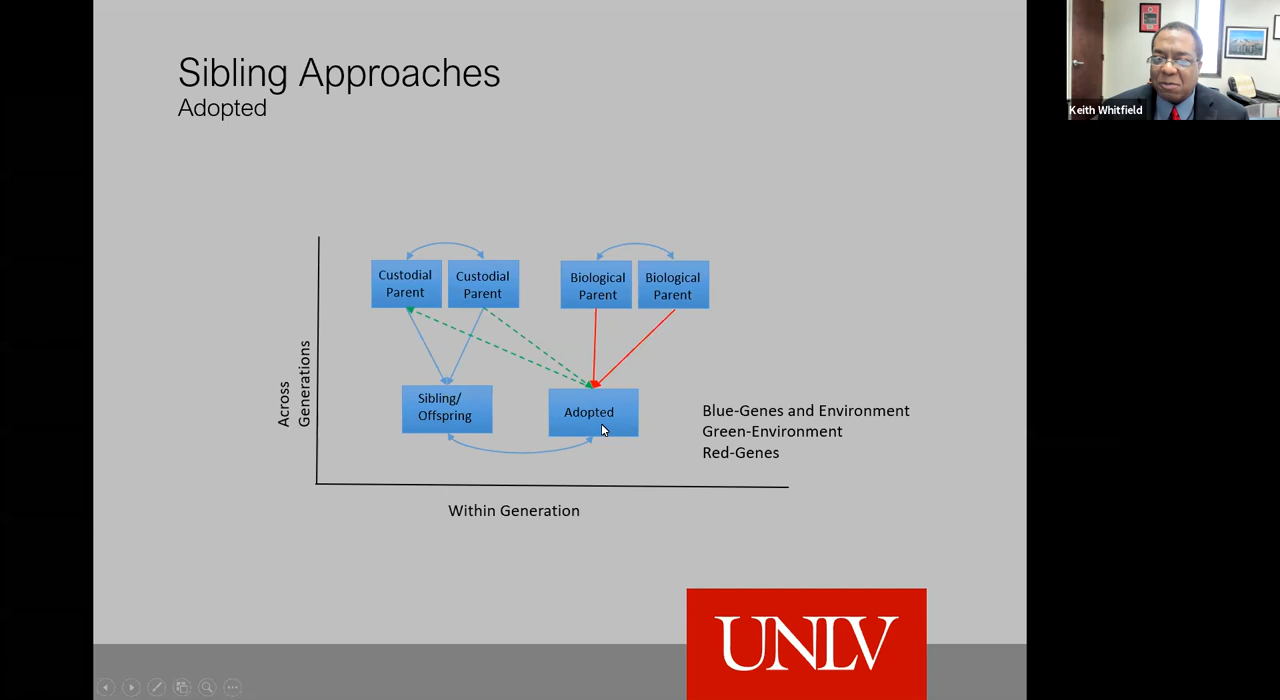 Sibling Approaches
Adopted
Keith Whitfield
Custodial
Parent
Custodial
Parent
Biological
Parent
Biological
Parent
Across
Generations
Sibling/
Offspring
Adopted
Blue-Genes and Environment
Green-Environment
Red-Genes
Within Generation
UNLV